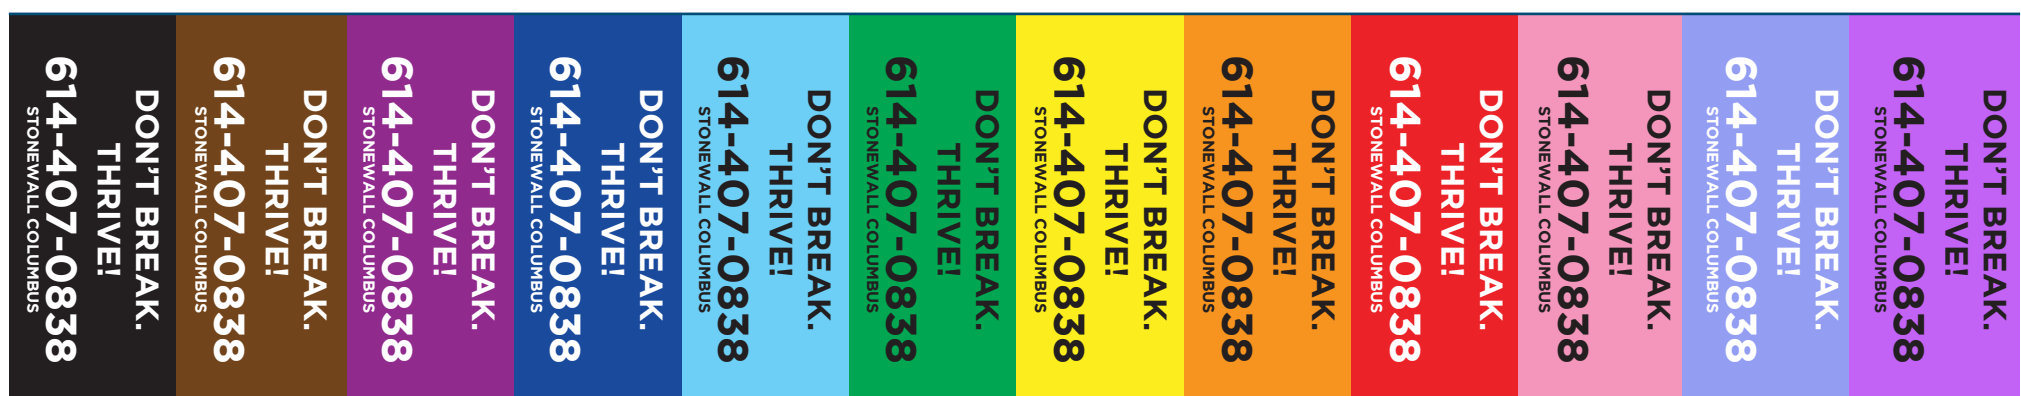 DON'T BREAK.
THRIVE!
614-407-0838
STONEWALL COLUMBUS
DON'T BREAK.
THRIVE!
614-407-0838
STONEWALL COLUMBUS
DON'T BREAK.
THRIVE!
614-407-0838
STONEWALL COLUMBUS
DON'T BREAK.
THRIVE!
614-407-0838
STONEWALL COLUMBUS
DON'T BREAK.
THRIVE!
614-407-0838
STONEWALL COLUMBUS
DON'T BREAK.
THRIVE!
614-407-0838
STONEWALL COLUMBUS
DON'T BREAK.
THRIVE!
614-407-0838
STONEWALL COLUMBUS
DON'T BREAK.
THRIVE!
614-407-0838
STONEWALL COLUMBUS
DON'T BREAK.
THRIVE!
614-407-0838
STONEWALL COLUMBUS
DON'T BREAK.
THRIVE!
614-407-0838
STONEWALL COLUMBUS
DON'T BREAK.
THRIVE!
614-407-0838
STONEWALL COLUMBUS
DON'T BREAK.
THRIVE!
614-407-0838
STONEWALL COLUMBUS